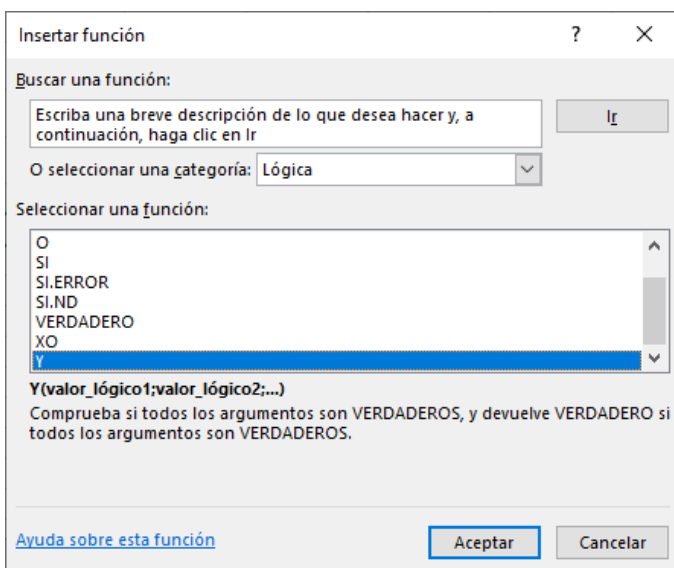 Insertar función
Buscar una función:
Escriba una breve descripción de lo que desea hacer y, a
continuación, haga clic en Ir
Ir
O seleccionar una categoría: Lógica
Seleccionar una función:
O
SI
SI.ERROR
SI.ND
VERDADERO
XO
Y
Y(valor_lógico1;valor_lógico2;...)
Comprueba si todos los argumentos son VERDADEROS, y devuelve VERDADERO si
todos los argumentos son VERDADEROS.
Ayuda sobre esta función
Aceptar
Cancelar